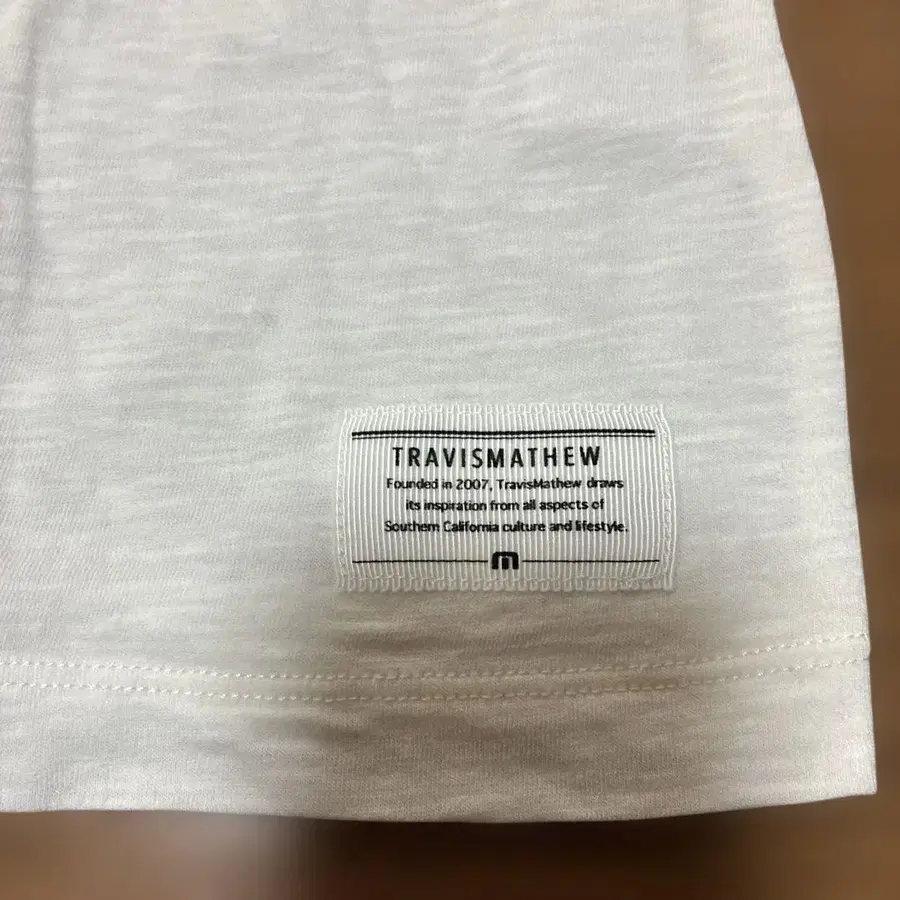 TRAVISMATHEW
Founded in 2007, TravisMathew draws
its inspiration from all aspects of
Southern California culture and lifestyle.